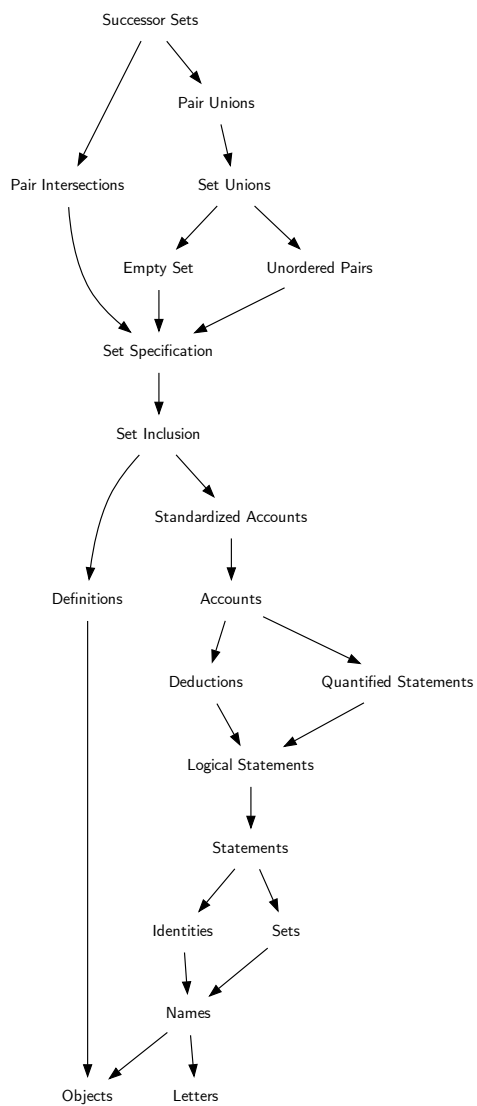 Successor Sets
Pair Unions
Pair Intersections
Set Unions
Empty Set
Unordered Pairs
Set Specification
Set Inclusion
Standardized Accounts
Definitions
Accounts
Deductions
Quantified Statements
Logical Statements
Statements
Identities
Sets
Names
Objects
Letters